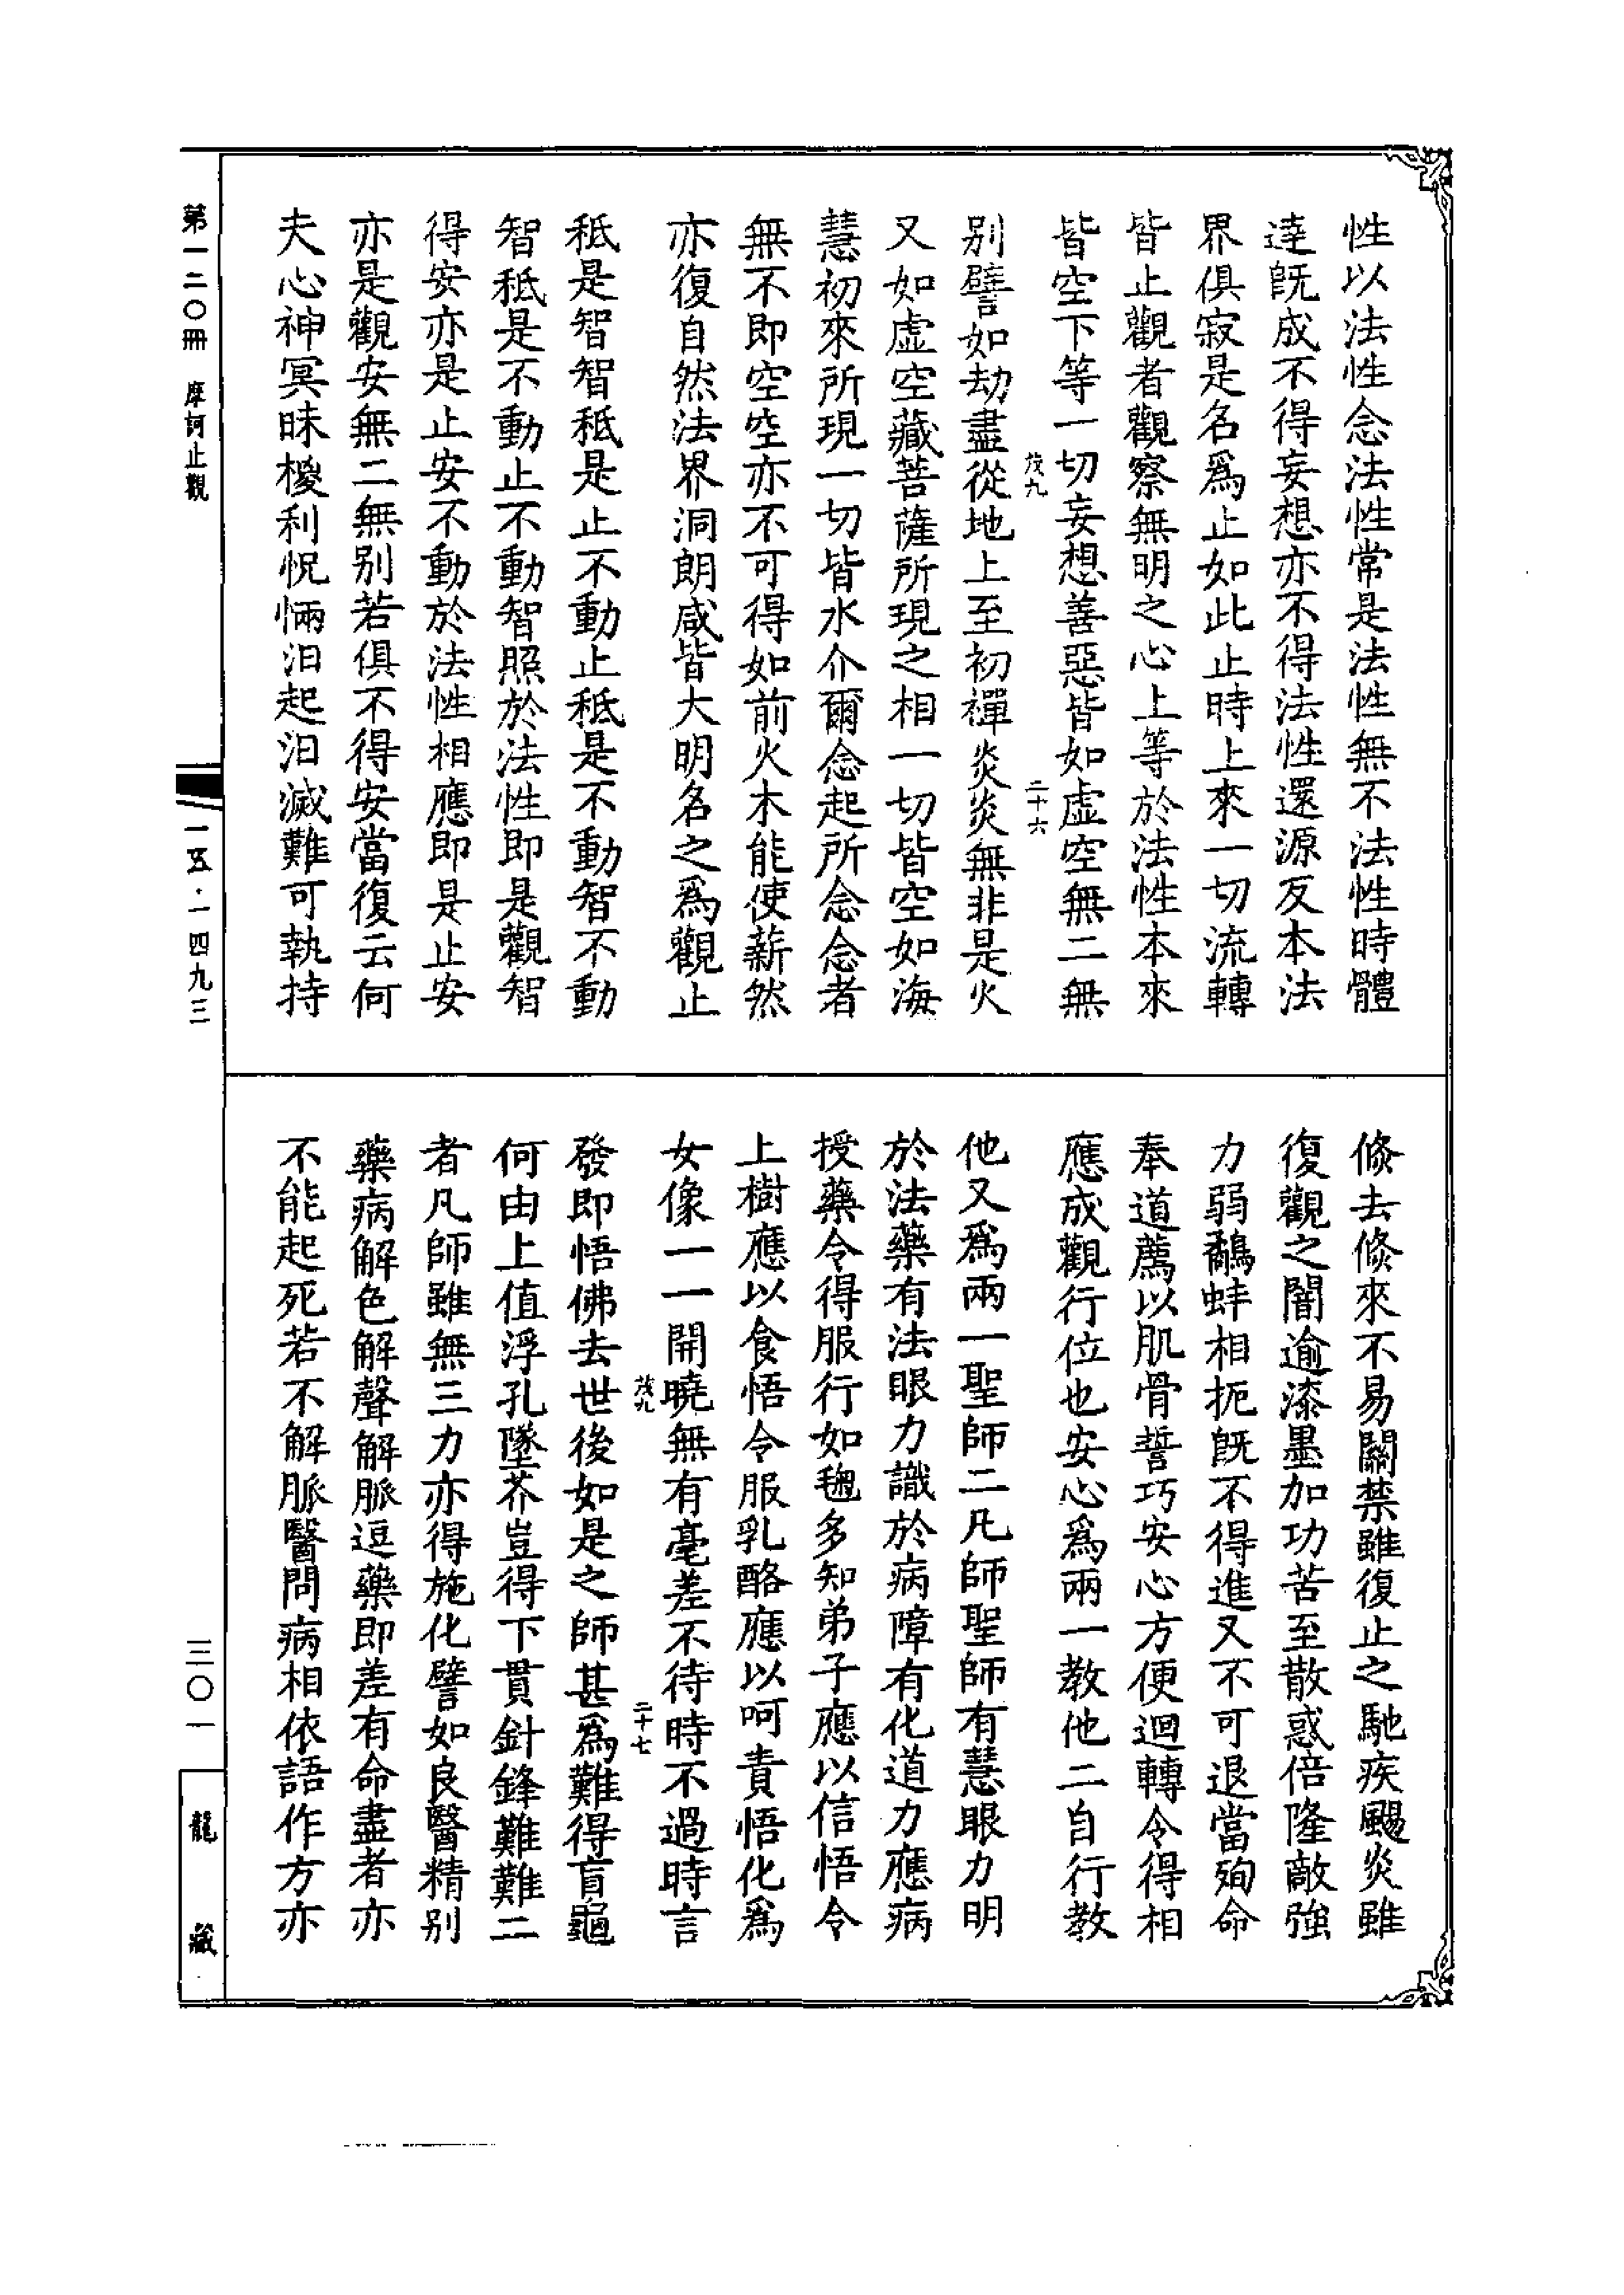 性以法性念法性常是法性無不法性時體
達旣成不得妄想亦不得法性還源反本法
界俱寂是名爲止如此止時上來一切流轉
皆止觀者觀察無明之心上等於法性本來
皆空下等一切妄想善惡皆如虛空無二無
茂九 二十六
別譬如劫盡從地上至初禪炎炎無非是火
又如虛空藏菩薩所現之相一切皆空如海
慧初來所現一切皆水介爾念起所念念者
無不即空空亦不可得如前火木能使薪然
亦復自然法界洞朗咸皆大明名之爲觀止
秪是智智秪是止不動止秪是不動智不動
智秪是不動止不動智照於法性即是觀智
得安亦是止安不動於法性相應即是止安
亦是觀安無二無別若俱不得安當復云何
夫心神冥昧椶利怳㒼汩起汩滅難可執持
倐去倐來不易關禁雖復止之馳疾颺炎雖
復觀之闇逾漆墨加功苦至散惑倍隆敵強
力弱鷸蚌相扼旣不得進又不可退當殉命
奉道薦以肌骨誓巧安心方便迴轉令得相
應成觀行位也安心爲兩一教他二自行教
他又爲兩一聖師二凡師聖師有慧眼力明
於法藥有法眼力識於病障有化道力應病
授藥令得服行如毱多知弟子應以信悟令
上樹應以食悟令服乳酪應以呵責悟化爲
女像一一開曉無有毫差不待時不過時言
茂九 二十七
發即悟佛去世後如是之師甚爲難得盲龜
何由上值浮孔墜芥豈得下貫針鋒難難二
者凡師雖無三力亦得施化譬如良醫精別
藥病解色解聲解脈逗藥即差有命盡者亦
不能起死若不解脈醫問病相依語作方亦
第一二〇冊 摩訶止觀
一五·一四九三
三〇一
龍藏